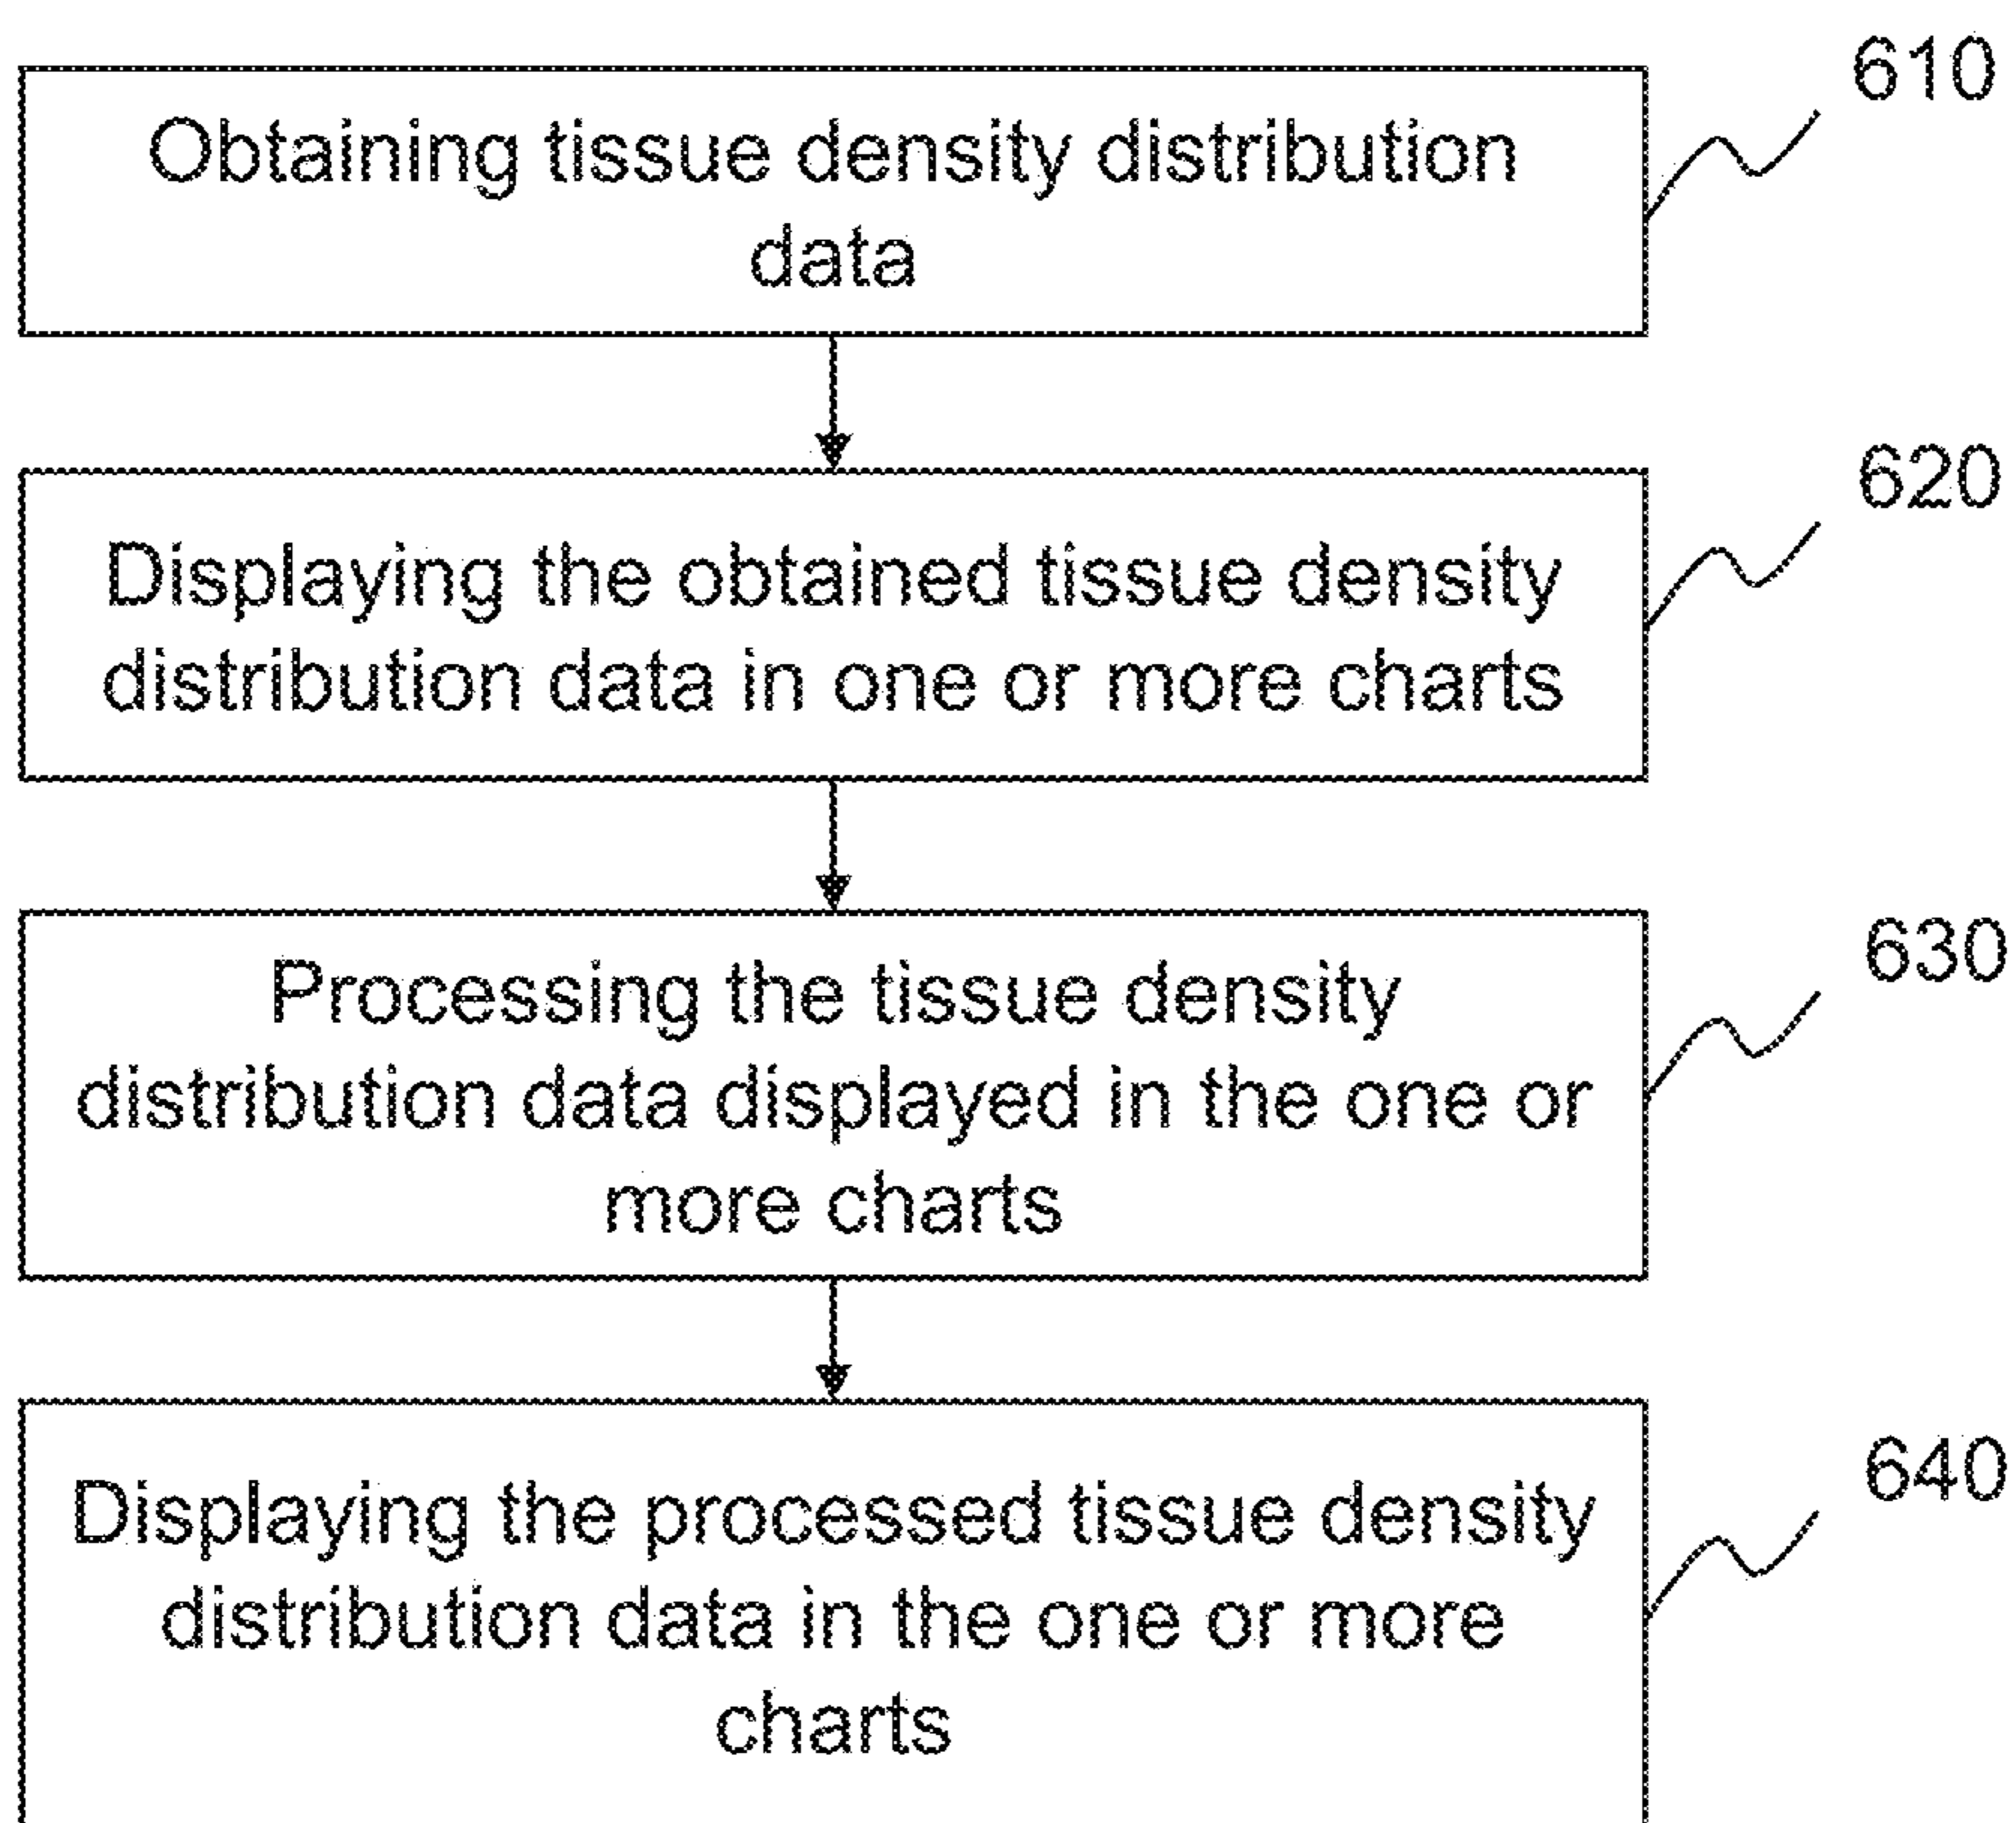 610
Obtaining tissue density distribution
data
620
Displaying the obtained tissue density
distribution data in one or more charts
630
Processing the tissue density
distribution data displayed in the one or
more charts
640
Displaying the processed tissue density
distribution data in the one or more
charts